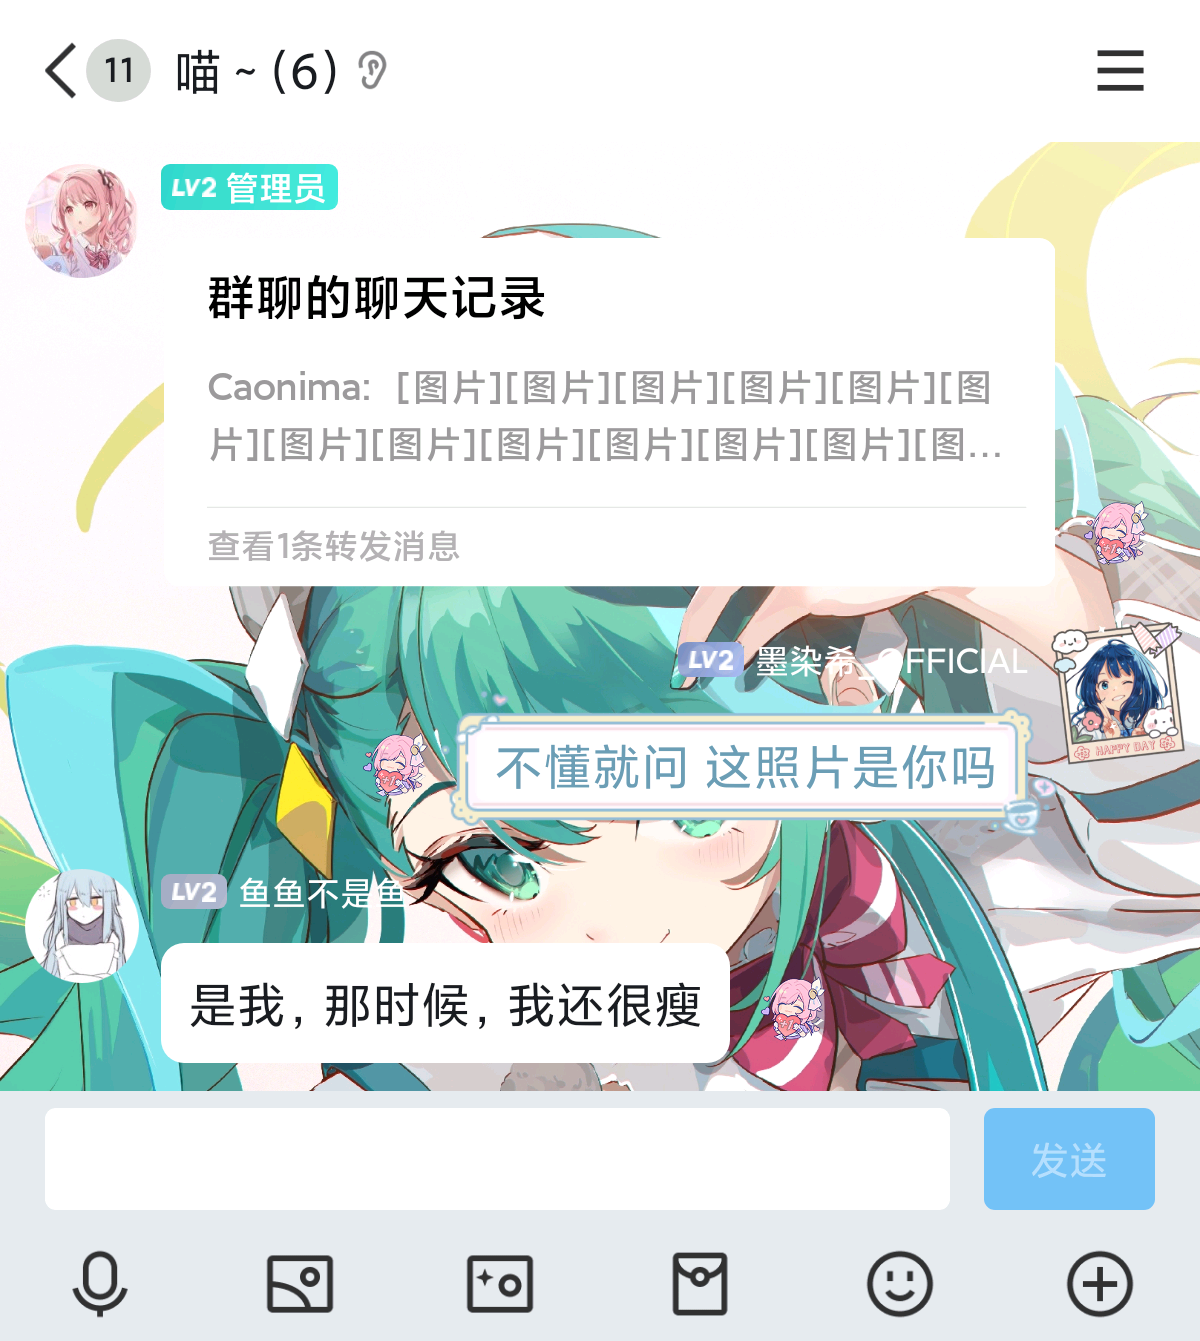 11 喵 ~ (6)
LV2 管理员
群聊的聊天记录
Caonima: [图片][图片][图片][图片][图片][图
片][图片][图片][图片][图片][图片][图片][图...
查看1条转发消息
LV2 墨染希_OFFICIAL
HAPPY DAY
不懂就问 这照片是你吗
LV2 鱼鱼不是鱼
是我，那时候，我还很瘦
发送